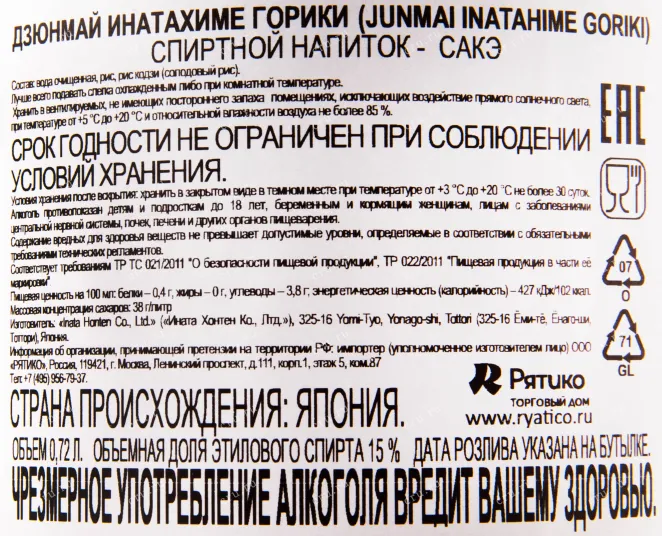 ДЗЮНМАЙ ИНАТАХИМЕ ГОРИКИ (JUNMAI INATAHIME GORIKI)
СПИРТНОЙ НАПИТОК - САКЭ
Состав: вода очищенная, рис, рис кодзи (солодовый рис).
Лучше всего подавать слегка охлажденным либо при комнатной температуре.
Хранить в вентилируемых, не имеющих постороннего запаха помещениях, исключающих воздействие прямого солнечного света,
при температуре от +5 °С до +20 °С и относительной влажности воздуха не более 85 %.
СРОК ГОДНОСТИ НЕ ОГРАНИЧЕН ПРИ СОБЛЮДЕНИИ
УСЛОВИЙ ХРАНЕНИЯ.
Условия хранения после вскрытия: хранить в закрытом виде в темном месте при температуре от +3 °С до +20 °С не более 30 суток.
Алкоголь противопоказан детям и подросткам до 18 лет, беременным и кормящим женщинам, лицам с заболеваниями
центральной нервной системы, почек, печени и других органов пищеварения.
Содержание вредных для здоровья веществ не превышает допустимые уровни, определяемые в соответствии с обязательными
требованиями технических регламентов.
Соответствует требованиям ТР ТС 021/2011 "О безопасности пищевой продукции", ТР 022/2011 "Пищевая продукция в части её
маркировки"
Пищевая ценность на 100 мл: белки – 0,4 г, жиры – 0 г, углеводы – 3,8 г; энергетическая ценность (калорийность) – 427 кДж/102 ккал.
Массовая концентрация сахаров: 38 г/литр
Изготовитель: «Inata Honten Co., Ltd.» («Ината Хонтен Ко., Лтд.»), 325-16 Yomi-Tyo, Yonago-shi, Tottori (325-16 Ёми-тё, Ёнаго-ши,
Тоттори), Япония.
Информация об организации, принимающей претензии на территории РФ: импортер (уполномоченное изготовителем лицо) ООО
«РЯТИКО», Россия, 119421, г. Москва, Ленинский проспект, д.111, корп.1, этаж 5, ком.87
Тел: +7 (495) 956-79-37.
EAC
07
O
71
GL
РЯТИКО
ТОРГОВЫЙ ДОМ
www.ryatico.ru
СТРАНА ПРОИСХОЖДЕНИЯ: ЯПОНИЯ.
ОБЪЕМ 0,72 Л. ОБЪЕМНАЯ ДОЛЯ ЭТИЛОВОГО СПИРТА 15 % ДАТА РОЗЛИВА УКАЗАНА НА БУТЫЛКЕ.
ЧРЕЗМЕРНОЕ УПОТРЕБЛЕНИЕ АЛКОГОЛЯ ВРЕДИТ ВАШЕМУ ЗДОРОВЬЮ.